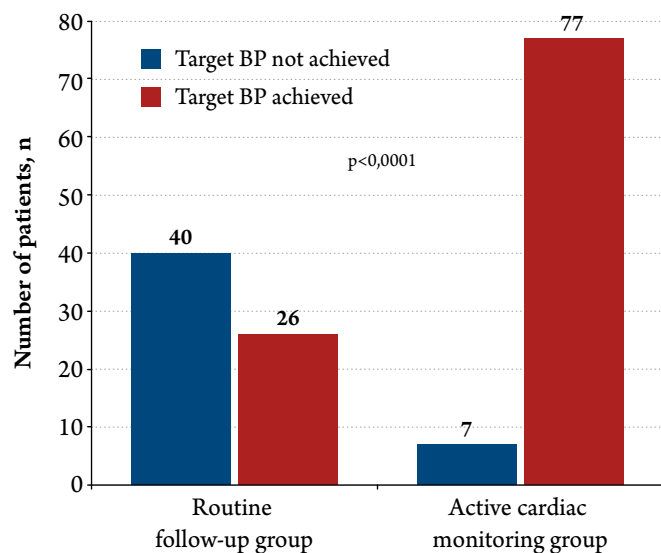 Number of patients, n
80
70
60
50
40
30
20
10
0
Target BP not achieved
Target BP achieved
p<0,0001
40
26
7
77
Routine
follow-up group
Active cardiac
monitoring group